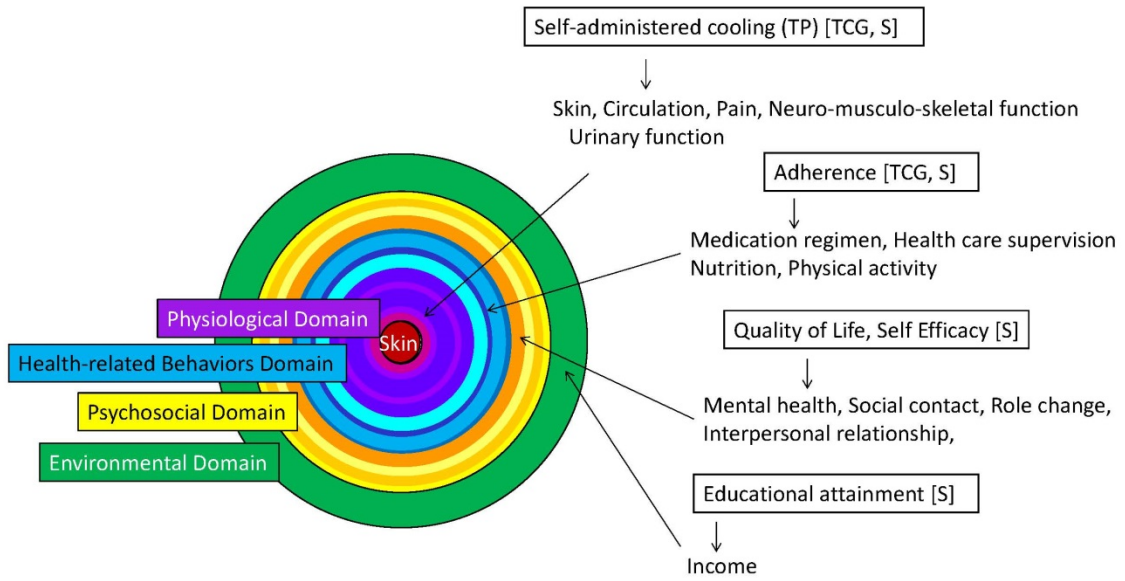 Self-administered cooling (TP) [TCG, S]
Skin, Circulation, Pain, Neuro-musculo-skeletal function
Urinary function
Adherence [TCG, S]
Medication regimen, Health care supervision
Nutrition, Physical activity
Physiological Domain
Skin
Health-related Behaviors Domain
Psychosocial Domain
Environmental Domain
Quality of Life, Self Efficacy [S]
Mental health, Social contact, Role change,
Interpersonal relationship,
Educational attainment [S]
Income